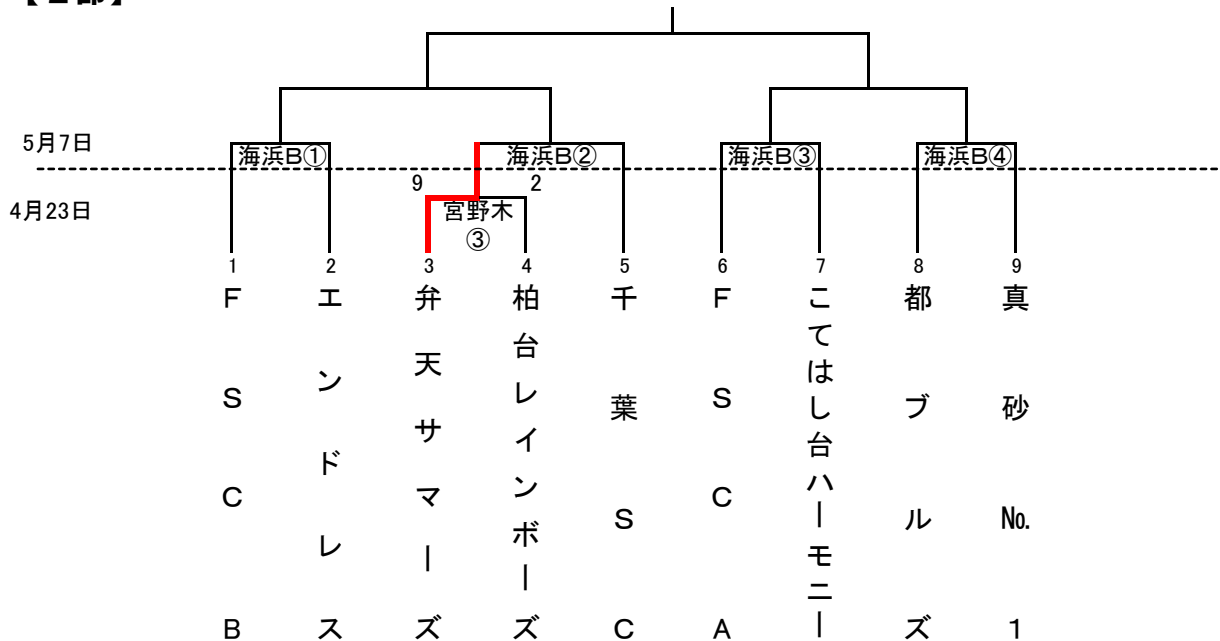 5月7日
海浜B①
海浜B②
海浜B③
海浜B④
9
2
4月23日
宮野木
③
1
2
3
4
5
6
7
8
9
FSCB
エンドレス
弁天サマーズ
柏台レインボーズ
千葉SC
FSCA
こてはし台ハーモニー
都ブルズ
真砂№1